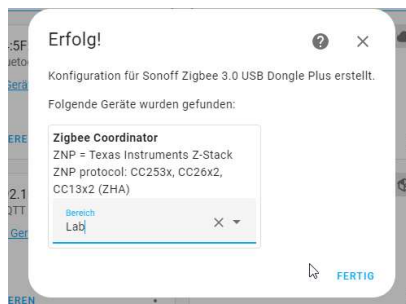 Erfolg!
Konfiguration für Sonoff Zigbee 3.0 USB Dongle Plus erstellt.
Folgende Geräte wurden gefunden:
Zigbee Coordinator
ZNP = Texas Instruments Z-Stack
ZNP protocol: CC253x, CC26x2,
CC13x2 (ZHA)
Bereich
Lab
FERTIG